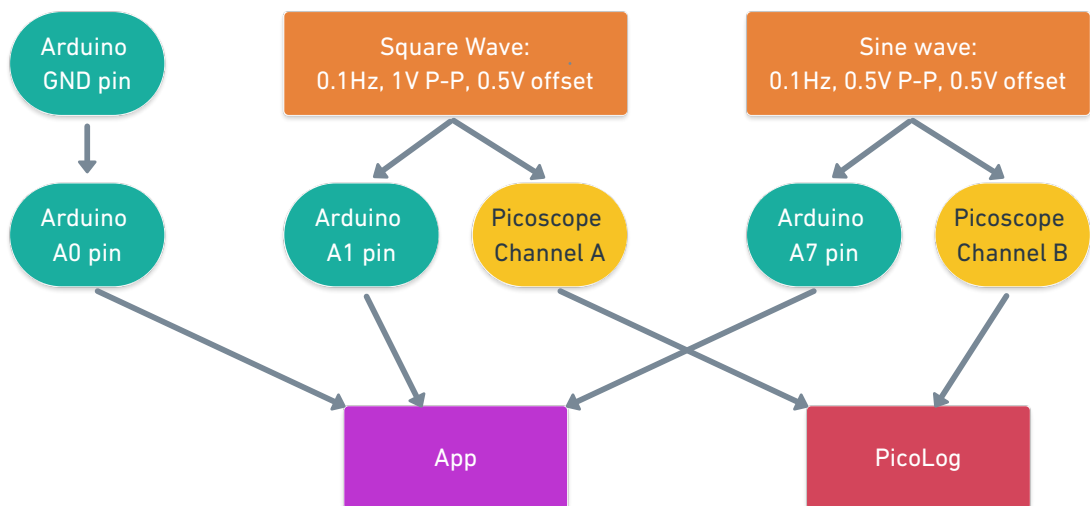 Arduino
GND pin
Square Wave:
0.1Hz, 1V P-P, 0.5V offset
Sine wave:
0.1Hz, 0.5V P-P, 0.5V offset
Arduino
A0 pin
Arduino
A1 pin
Picoscope
Channel A
Arduino
A7 pin
Picoscope
Channel B
App
PicoLog